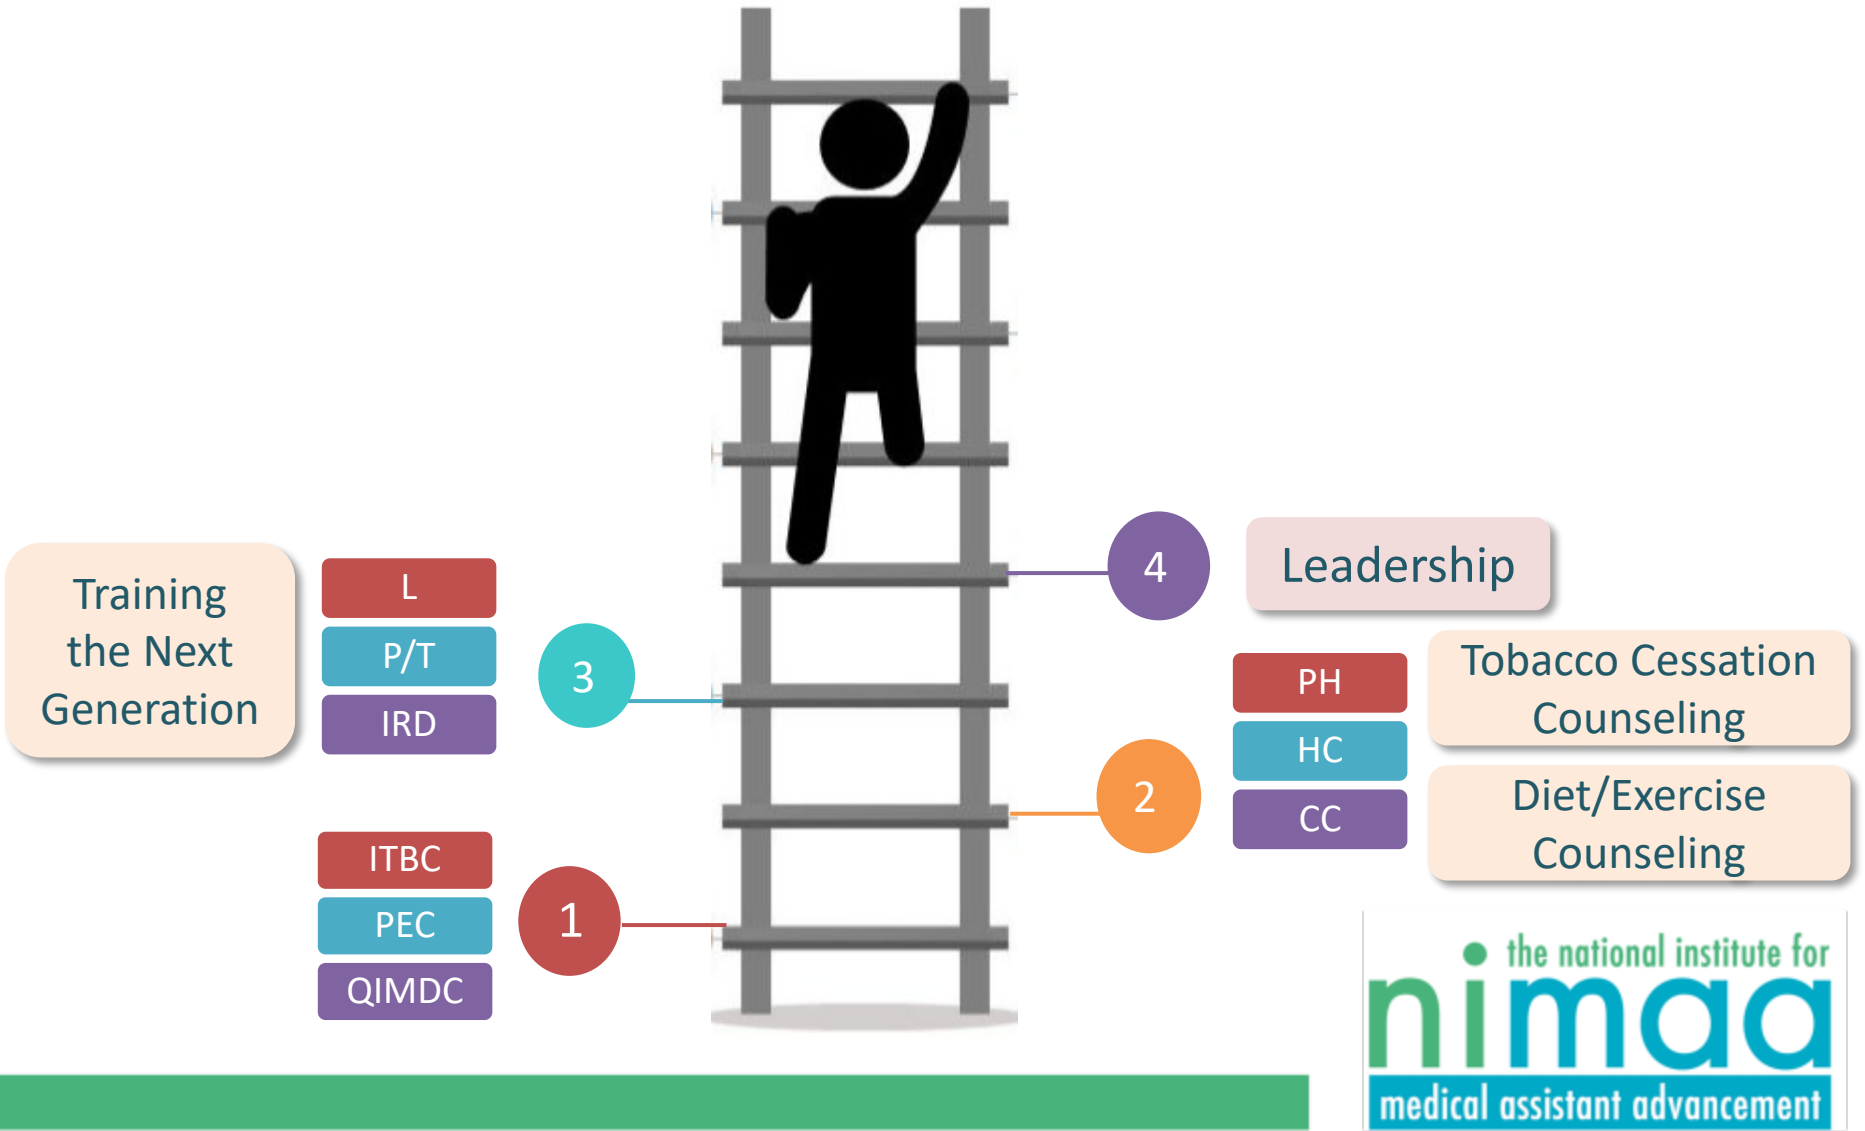 4
Leadership
Training
the Next
Generation
L
P/T
IRD
3
PH
HC
CC
Tobacco Cessation
Counseling
2
Diet/Exercise
Counseling
ITBC
PEC
QIMDC
1
the national institute for
nimaa
medical assistant advancement